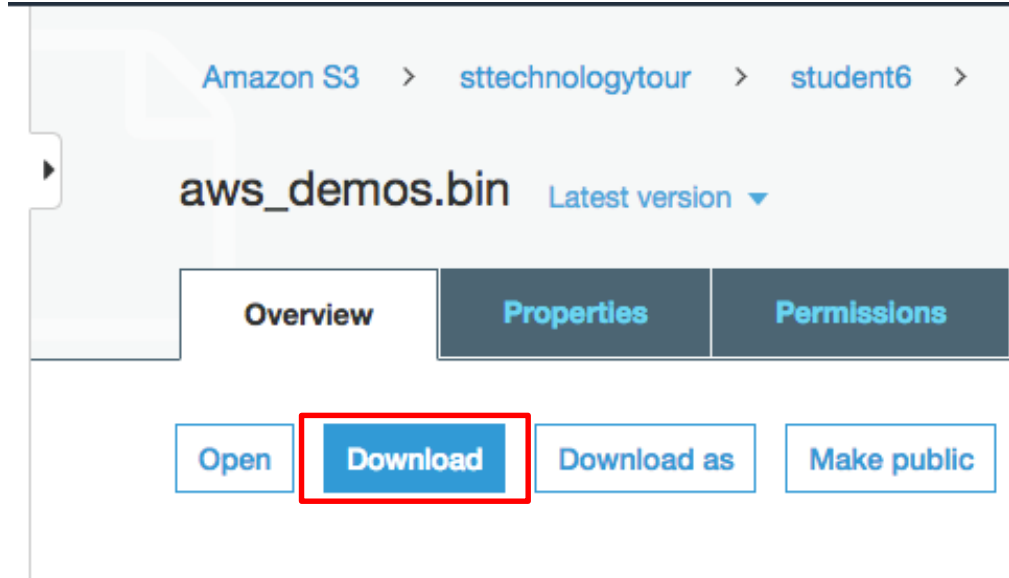 Amazon S3 > sttechnologytour > student6 >
aws_demos.bin Latest version
Overview Properties Permissions
Open Download Download as Make public